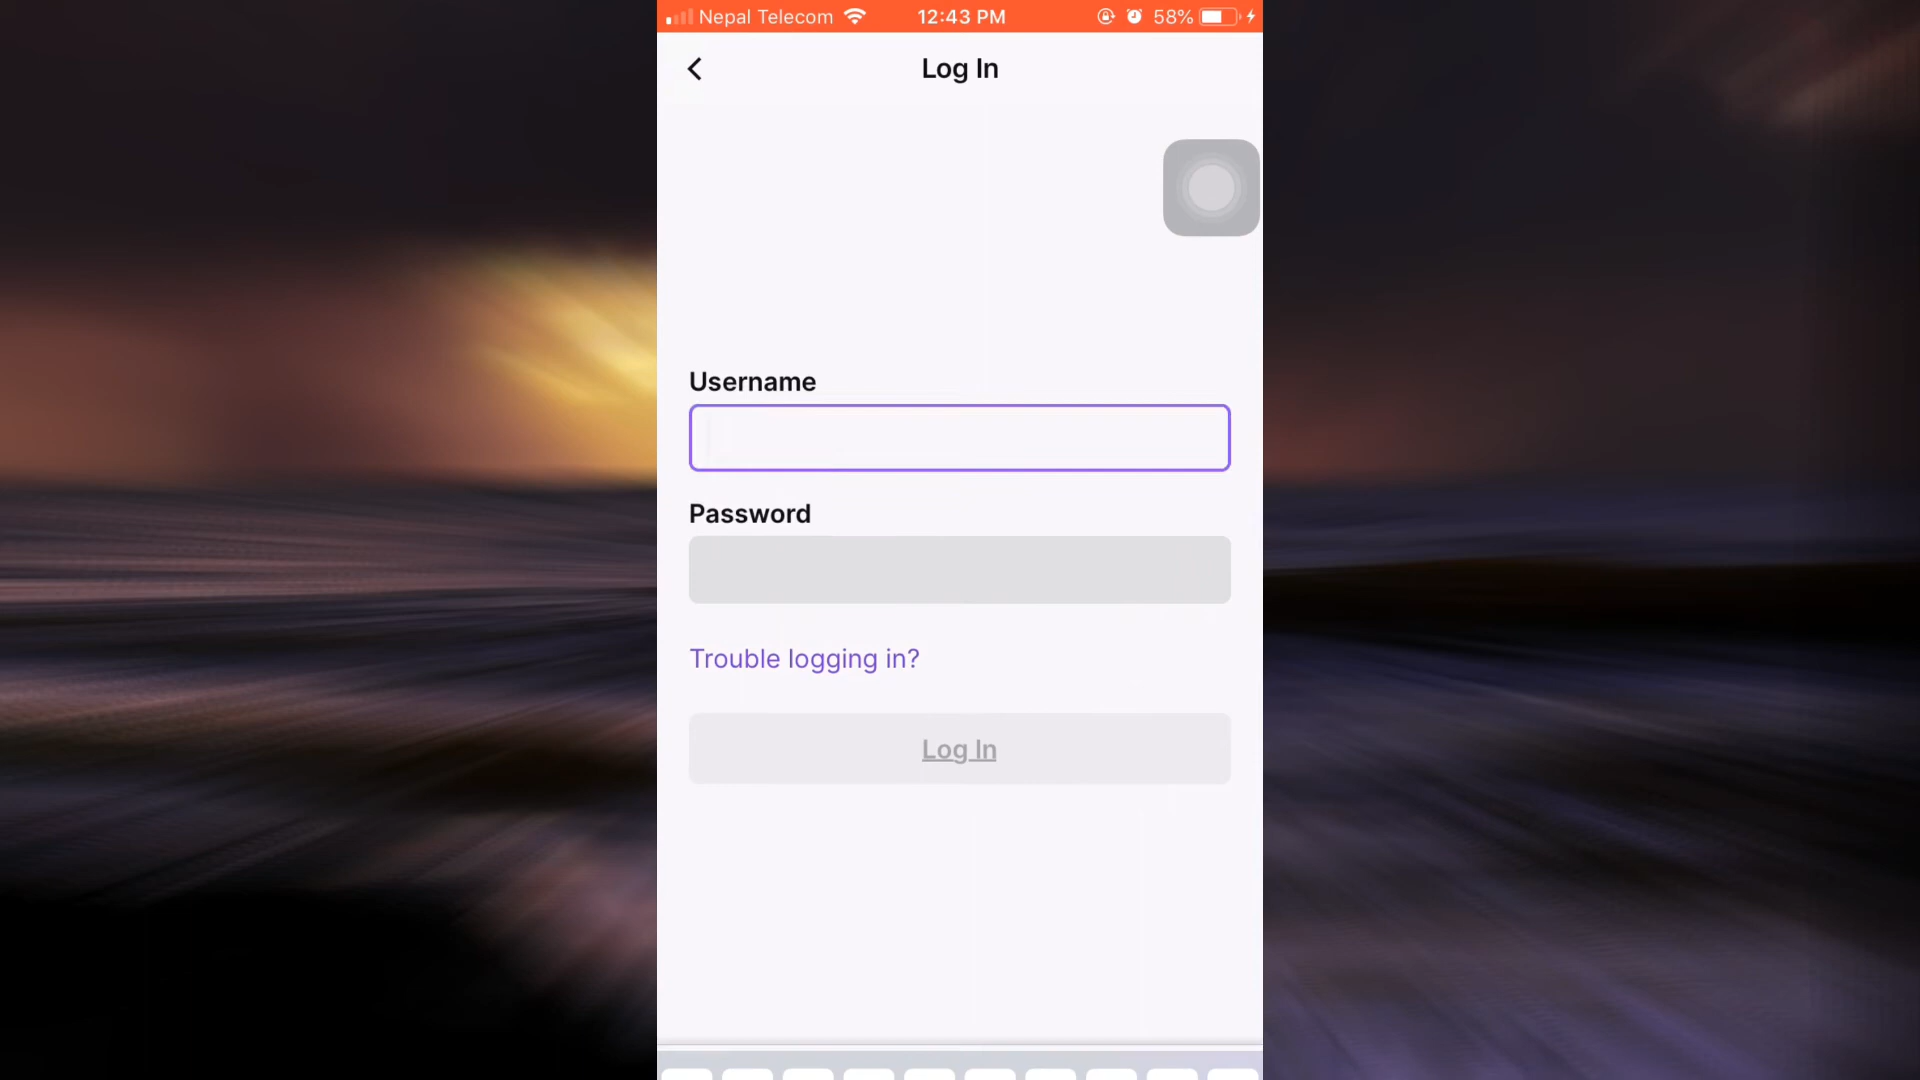 Nepal Telecom 12:43 PM 58%
Log In
Username
Password
Trouble logging in?
Log In